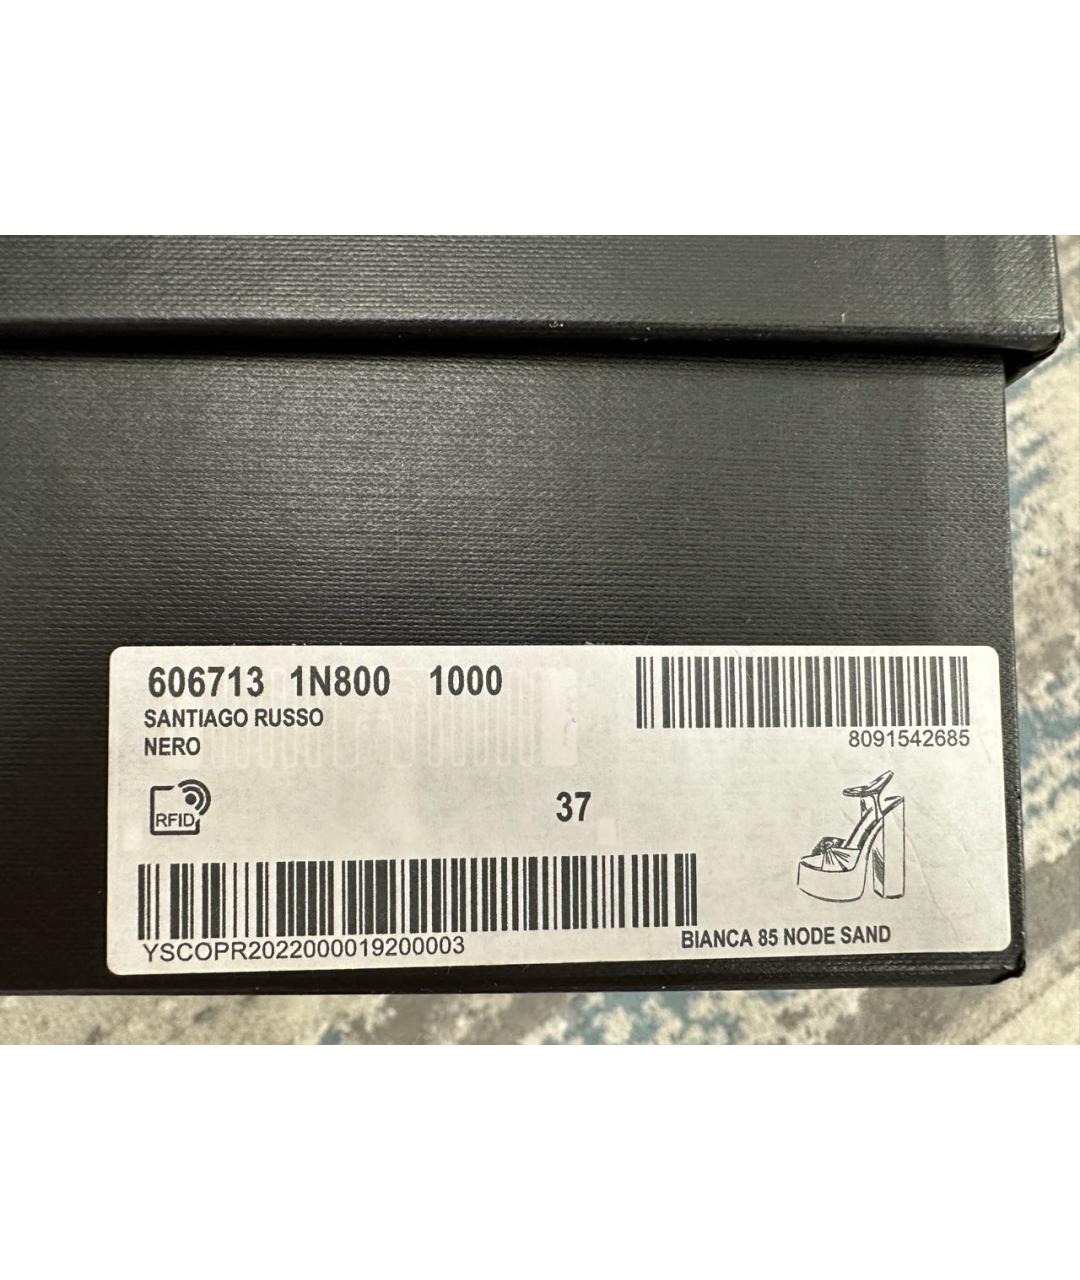 606713 1N800 1000
SANTIAGO RUSSO
NERO
8091542685
RFID
37
YSCOPR2022000019200003
BIANCA 85 NODE SAND